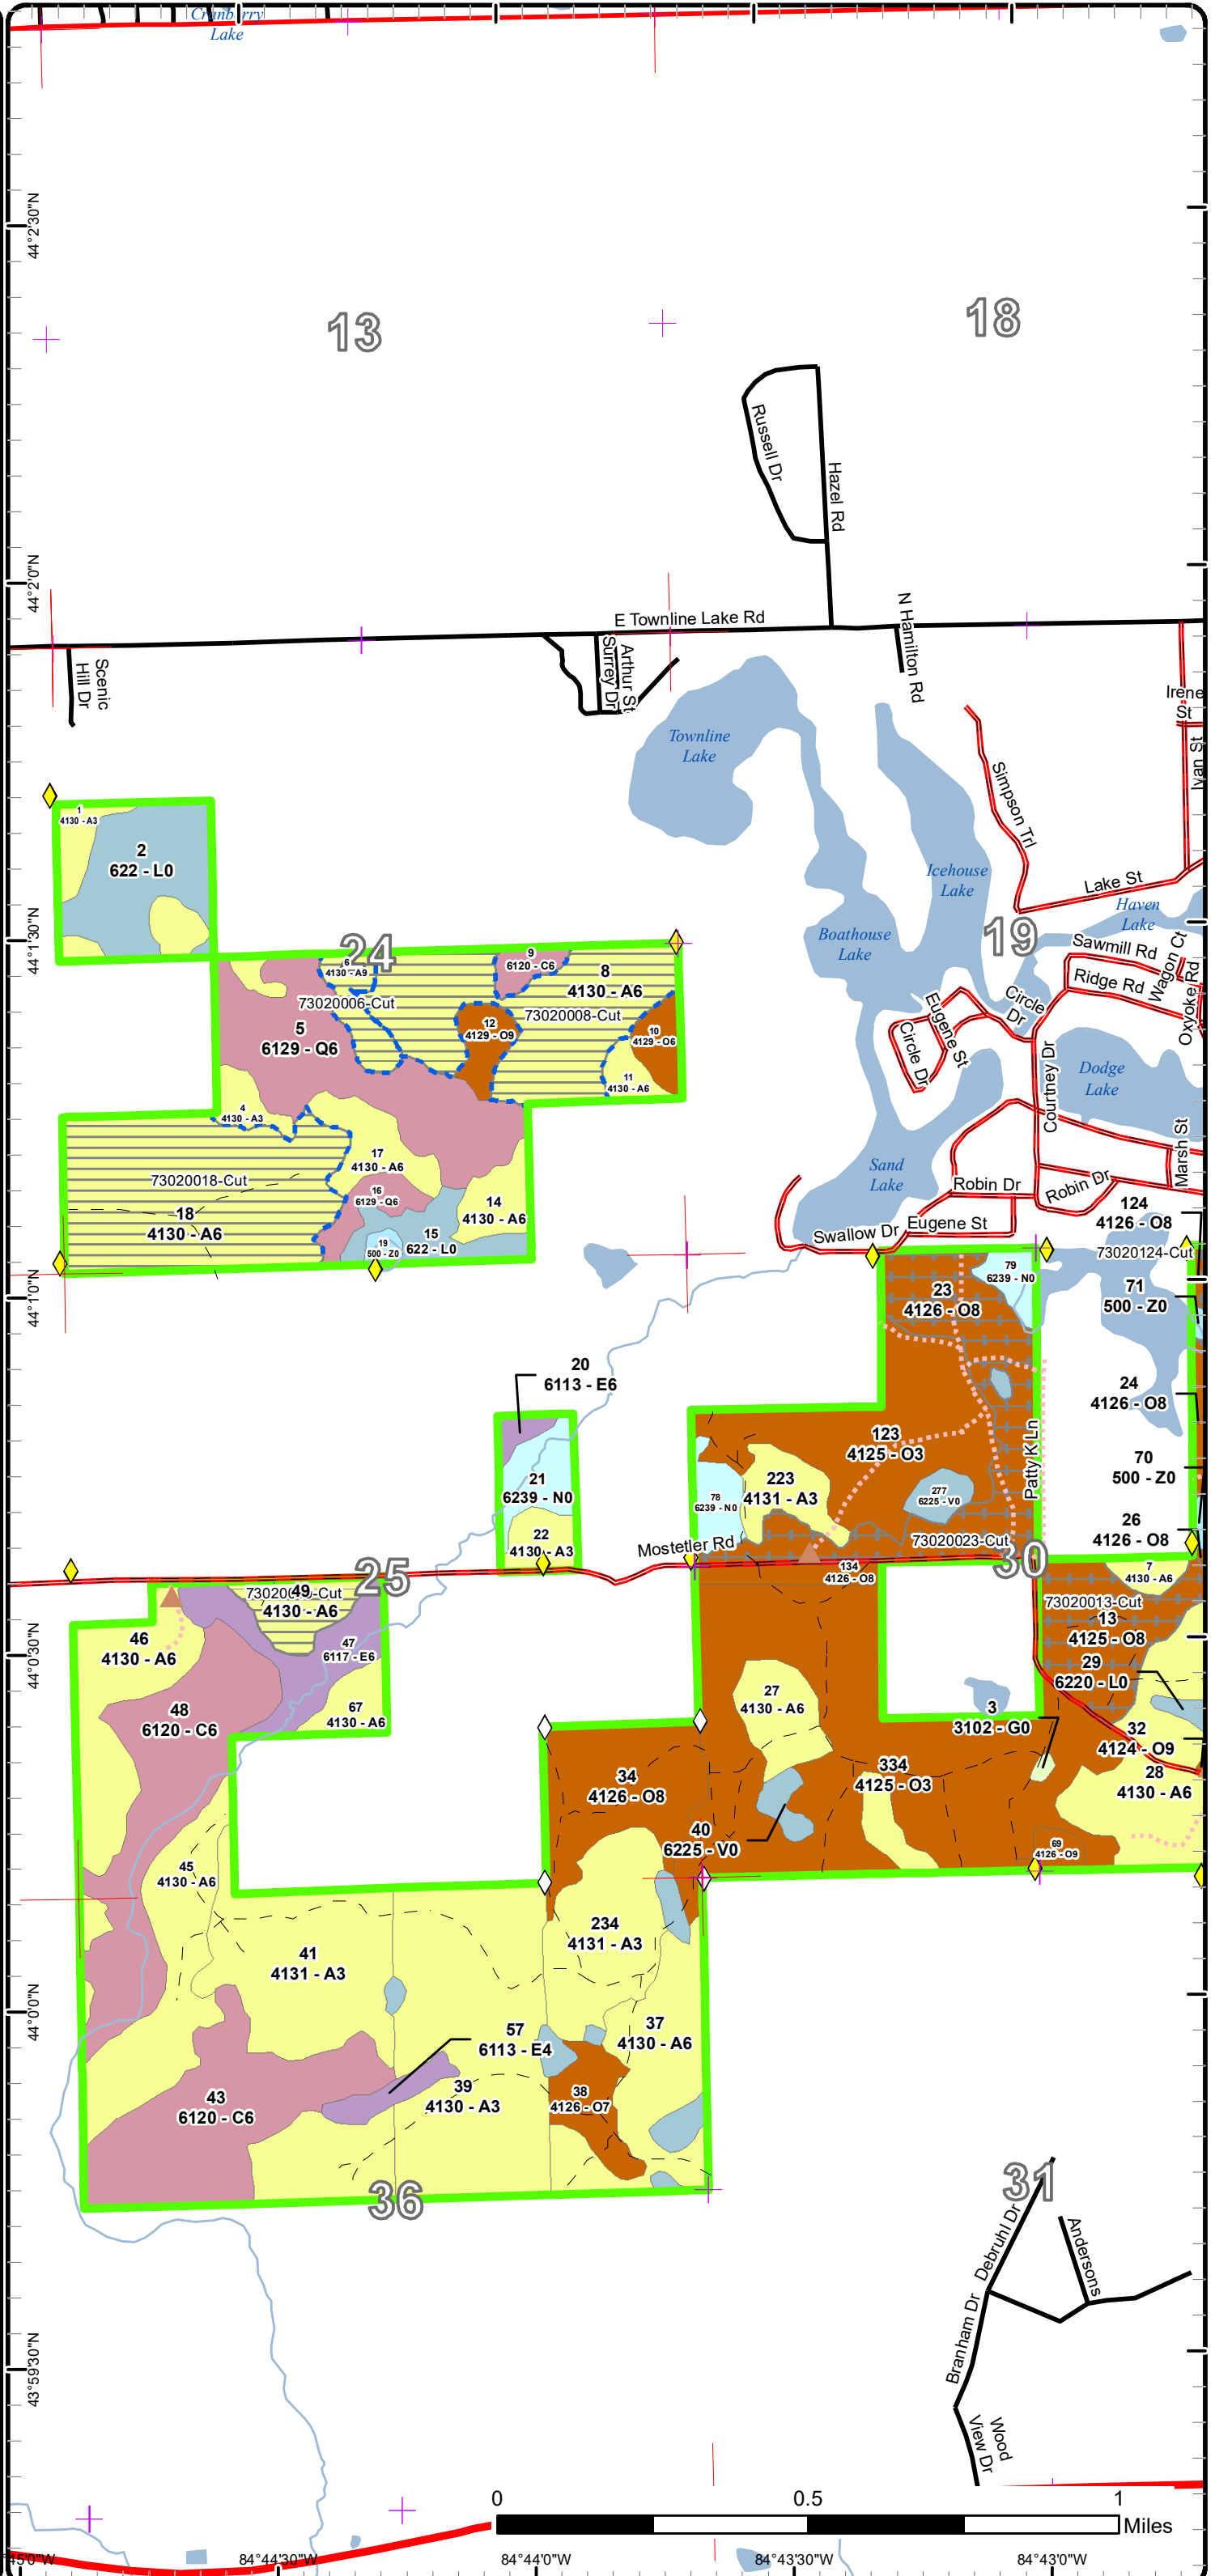 Cranberry
Lake
44°2'30"N
13
18
Russell Dr
Hazel Rd
44°2'0"N
E Townline Lake Rd
N Hamilton Rd
Scenic
Hill Dr
Surrey Dr
Arthur St
Irene
St
Ivan St
Townline
Lake
Simpson Trl
1
4130 - A3
2
622 - L0
Icehouse
Lake
Lake St
Haven
Lake
44°1'30"N
24
19
Boathouse
Lake
Sawmill Rd
Wagon Ct
Ridge Rd
Oxyoke Rd
6
4130 - A9
9
6120 - C6
8
4130 - A6
73020006-Cut
73020008-Cut
5
6129 - Q6
12
4129 - O9
10
4129 - O6
11
4130 - A6
Circle
Dr
Eugene St
Circle Dr
Courtney Dr
Dodge
Lake
4
4130 - A3
17
4130 - A6
73020018-Cut
16
6129 - Q6
18
4130 - A6
14
4130 - A6
15
622 - L0
19
500 - Z0
Sand
Lake
Marsh St
Robin Dr
Robin Dr
Swallow Dr
Eugene St
124
4126 - O8
73020124-Cut
44°1'0"N
79
6239 - N0
23
4126 - O8
71
500 - Z0
20
6113 - E6
24
4126 - O8
123
4125 - O3
Patty K Ln
21
6239 - N0
78
6239 - N0
223
4131 - A3
277
6225 - V0
70
500 - Z0
22
4130 - A3
Mostetler Rd
73020023-Cut
26
4126 - O8
25
30
134
4126 - O8
7
4130 - A6
49
4130 - A6
73020013-Cut
13
4125 - O8
44°0'30"N
46
4130 - A6
47
6117 - E6
29
6220 - L0
48
6120 - C6
67
4130 - A6
27
4130 - A6
3
3102 - G0
32
4124 - O9
34
4126 - O8
334
4125 - O3
28
4130 - A6
40
6225 - V0
69
4126 - O9
45
4130 - A6
41
4131 - A3
234
4131 - A3
44°0'0"N
57
6113 - E4
37
4130 - A6
43
6120 - C6
39
4130 - A3
38
4126 - O7
36
31
Debruhl Dr
Andersons
Branham Dr
43°59'30"N
Wood
View Dr
0
0.5
1
Miles
45'0"W
84°44'30"W
84°44'0"W
84°43'30"W
84°43'0"W